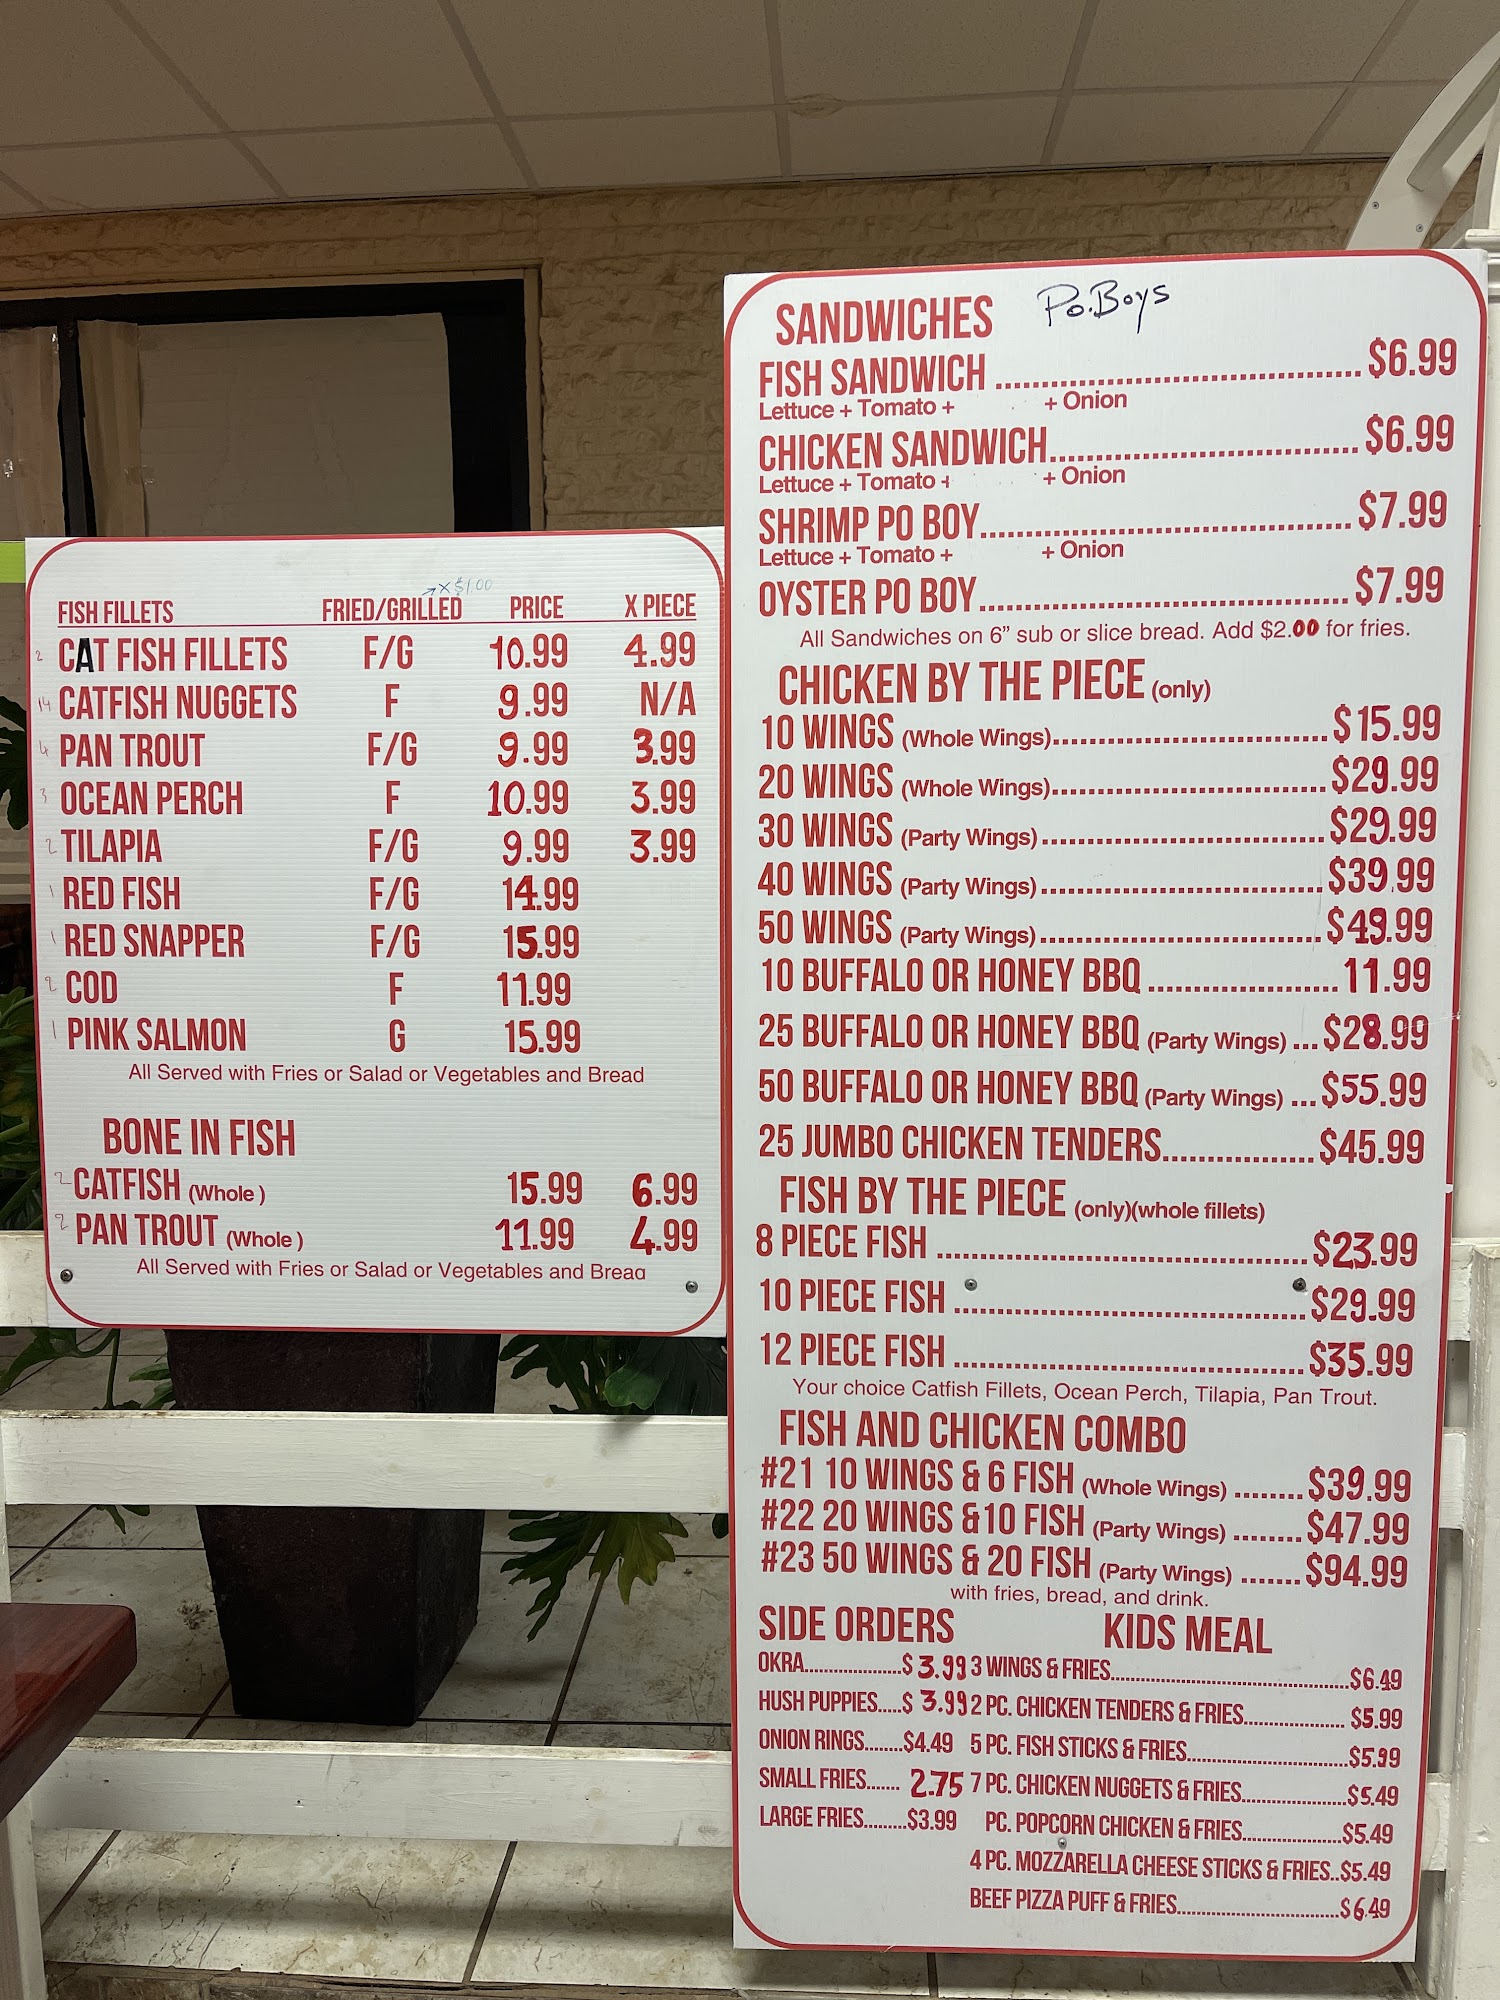 →X $1.00
FISH FILLETS FRIED/GRILLED PRICE X PIECE
2 CAT FISH FILLETS F/G 10.99 4.99
14 CATFISH NUGGETS F 9.99 N/A
4 PAN TROUT F/G 9.99 3.99
3 OCEAN PERCH F 10.99 3.99
2 TILAPIA F/G 9.99 3.99
1 RED FISH F/G 14.99
1 RED SNAPPER F/G 15.99
2 COD F 11.99
1 PINK SALMON G 15.99
All Served with Fries or Salad or Vegetables and Bread
BONE IN FISH
2 CATFISH (Whole) 15.99 6.99
2 PAN TROUT (Whole) 11.99 4.99
All Served with Fries or Salad or Vegetables and Bread
SANDWICHES Po.Boys
FISH SANDWICH ........ $6.99
Lettuce + Tomato + + Onion
CHICKEN SANDWICH........ $6.99
Lettuce + Tomato + + Onion
SHRIMP PO BOY........ $7.99
Lettuce + Tomato + + Onion
OYSTER PO BOY........ $7.99
All Sandwiches on 6" sub or slice bread. Add $2.00 for fries.
CHICKEN BY THE PIECE (only)
10 WINGS (Whole Wings)........ $15.99
20 WINGS (Whole Wings)........ $29.99
30 WINGS (Party Wings)........ $29.99
40 WINGS (Party Wings)........ $39.99
50 WINGS (Party Wings)........ $49.99
10 BUFFALO OR HONEY BBQ ........ 11.99
25 BUFFALO OR HONEY BBQ (Party Wings) ... $28.99
50 BUFFALO OR HONEY BBQ (Party Wings) ... $55.99
25 JUMBO CHICKEN TENDERS........ $45.99
FISH BY THE PIECE (only)(whole fillets)
8 PIECE FISH ........ $23.99
10 PIECE FISH ........ $29.99
12 PIECE FISH ........ $35.99
Your choice Catfish Fillets, Ocean Perch, Tilapia, Pan Trout.
FISH AND CHICKEN COMBO
#21 10 WINGS & 6 FISH (Whole Wings) ........ $39.99
#22 20 WINGS &10 FISH (Party Wings) ........ $47.99
#23 50 WINGS & 20 FISH (Party Wings) ....... $94.99
with fries, bread, and drink.
SIDE ORDERS KIDS MEAL
OKRA........$ 3.99 3 WINGS & FRIES........$6.49
HUSH PUPPIES.....$ 3.99 2 PC. CHICKEN TENDERS & FRIES........ $5.99
ONION RINGS........$4.49 5 PC. FISH STICKS & FRIES........$5.99
SMALL FRIES....... 2.75 7 PC. CHICKEN NUGGETS & FRIES........$5.49
LARGE FRIES........$3.99 PC. POPCORN CHICKEN & FRIES........$5.49
4 PC. MOZZARELLA CHEESE STICKS & FRIES..$5.49
BEEF PIZZA PUFF & FRIES........$6.49